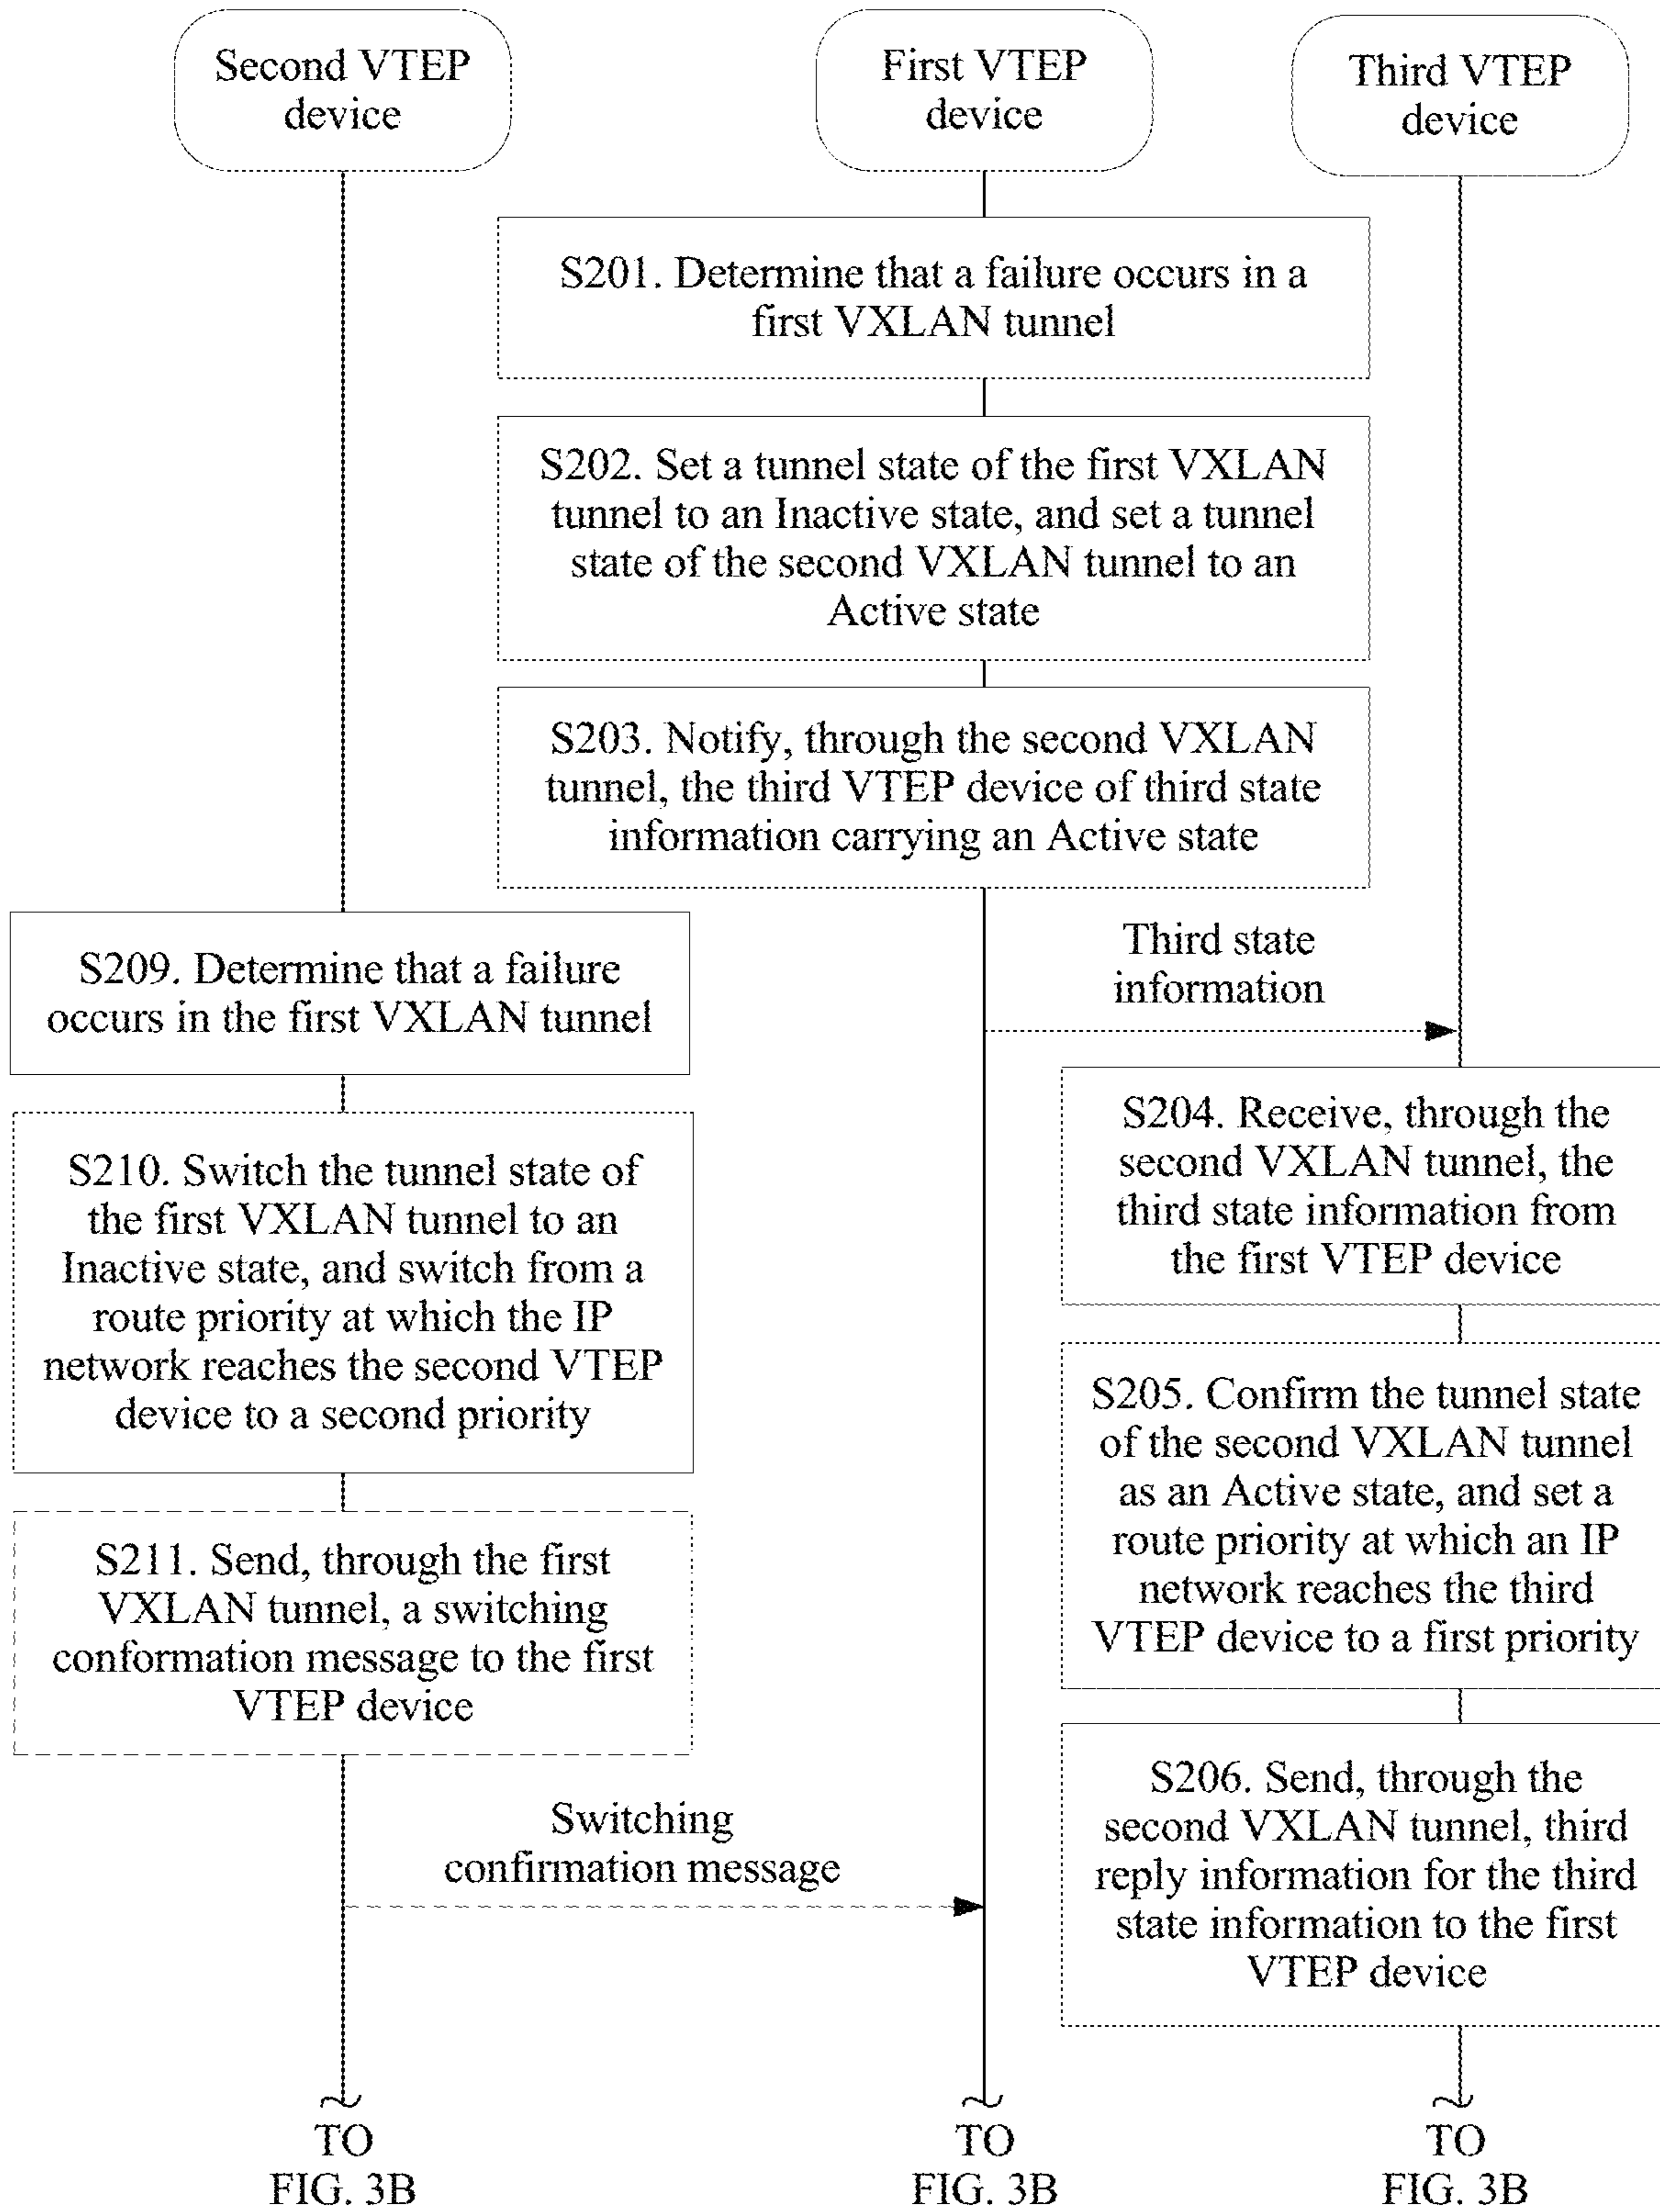 Second VTEP
device
First VTEP
device
Third VTEP
device
S201. Determine that a failure occurs in a
first VXLAN tunnel
S202. Set a tunnel state of the first VXLAN
tunnel to an Inactive state, and set a tunnel
state of the second VXLAN tunnel to an
Active state
S203. Notify, through the second VXLAN
tunnel, the third VTEP device of third state
information carrying an Active state
S209. Determine that a failure
occurs in the first VXLAN tunnel
Third state
information
S210. Switch the tunnel state of
the first VXLAN tunnel to an
Inactive state, and switch from a
route priority at which the IP
network reaches the second VTEP
device to a second priority
S204. Receive, through the
second VXLAN tunnel, the
third state information from
the first VTEP device
S205. Confirm the tunnel state
of the second VXLAN tunnel
as an Active state, and set a
route priority at which an IP
network reaches the third
VTEP device to a first priority
S211. Send, through the first
VXLAN tunnel, a switching
conformation message to the first
VTEP device
Switching
confirmation message
S206. Send, through the
second VXLAN tunnel, third
reply information for the third
state information to the first
VTEP device
TO
FIG. 3B
TO
FIG. 3B
TO
FIG. 3B